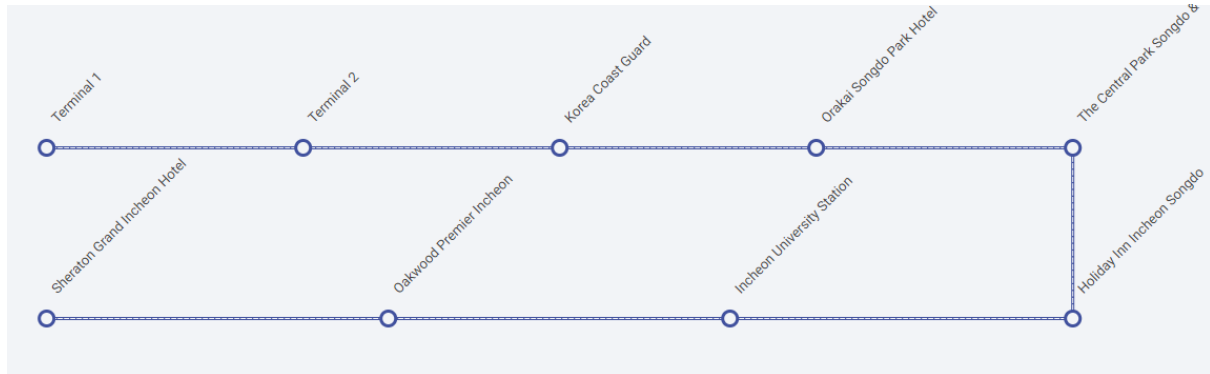 Terminal 1
Terminal 2
Korea Coast Guard
Orakai Songdo Park Hotel
The Central Park Songdo &
Sheraton Grand Incheon Hotel
Oakwood Premier Incheon
Incheon University Station
Holiday Inn Incheon Songdo